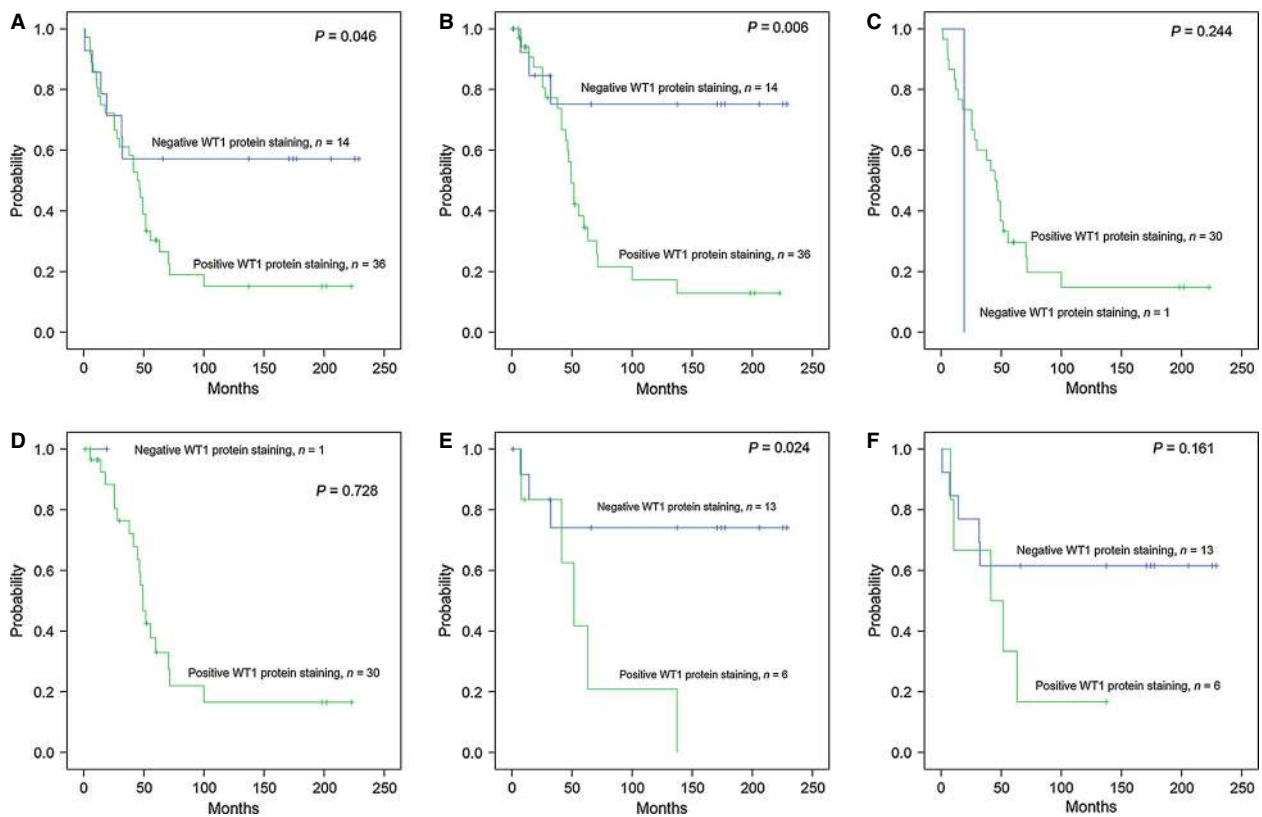 A
P = 0.046
1.0
0.8
0.6
0.4
0.2
0.0
Probability
Negative WT1 protein staining, n = 14
Positive WT1 protein staining, n = 36
0 50 100 150 200 250
Months
B
P = 0.006
1.0
0.8
0.6
0.4
0.2
0.0
Probability
Negative WT1 protein staining, n = 14
Positive WT1 protein staining, n = 36
0 50 100 150 200 250
Months
C
P = 0.244
1.0
0.8
0.6
0.4
0.2
0.0
Probability
Positive WT1 protein staining, n = 30
Negative WT1 protein staining, n = 1
0 50 100 150 200 250
Months
D
Negative WT1 protein staining, n = 1
P = 0.728
1.0
0.8
0.6
0.4
0.2
0.0
Probability
Positive WT1 protein staining, n = 30
0 50 100 150 200 250
Months
E
P = 0.024
1.0
0.8
0.6
0.4
0.2
0.0
Probability
Negative WT1 protein staining, n = 13
Positive WT1 protein staining, n = 6
0 50 100 150 200 250
Months
F
P = 0.161
1.0
0.8
0.6
0.4
0.2
0.0
Probability
Negative WT1 protein staining, n = 13
Positive WT1 protein staining, n = 6
0 50 100 150 200 250
Months